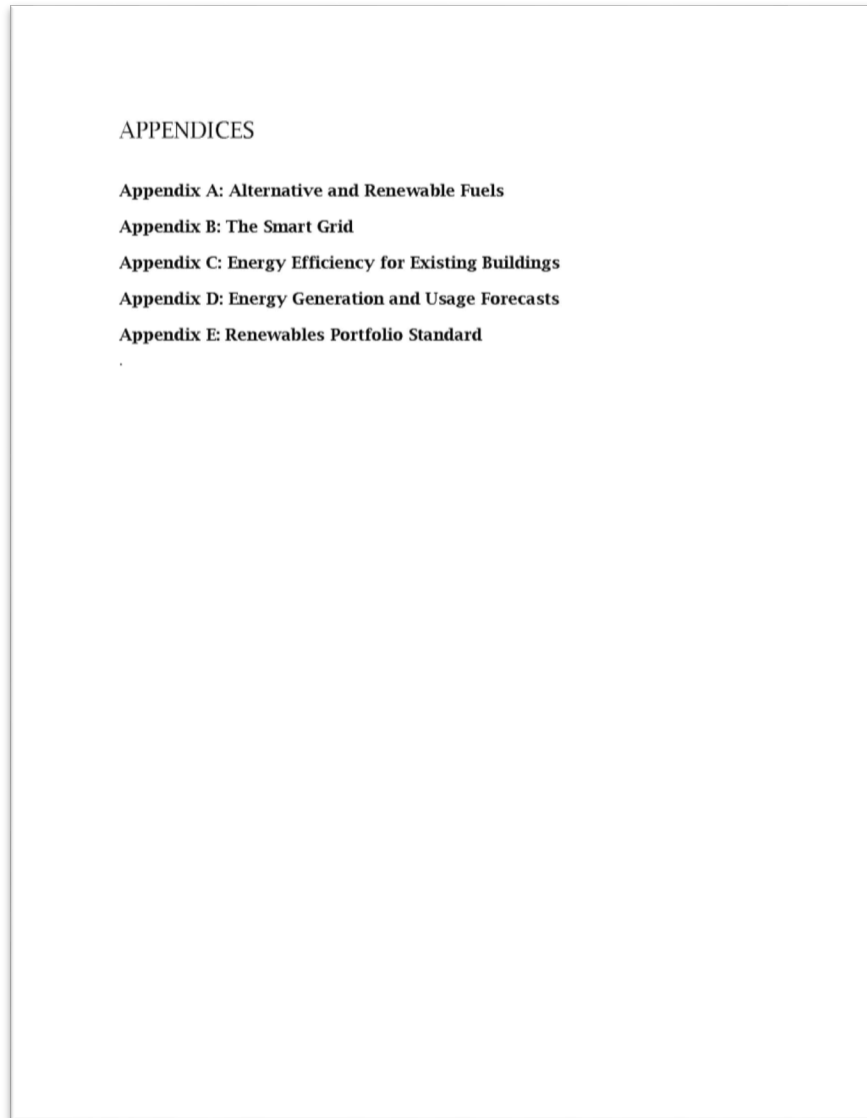 APPENDICES
Appendix A: Alternative and Renewable Fuels
Appendix B: The Smart Grid
Appendix C: Energy Efficiency for Existing Buildings
Appendix D: Energy Generation and Usage Forecasts
Appendix E: Renewables Portfolio Standard
.